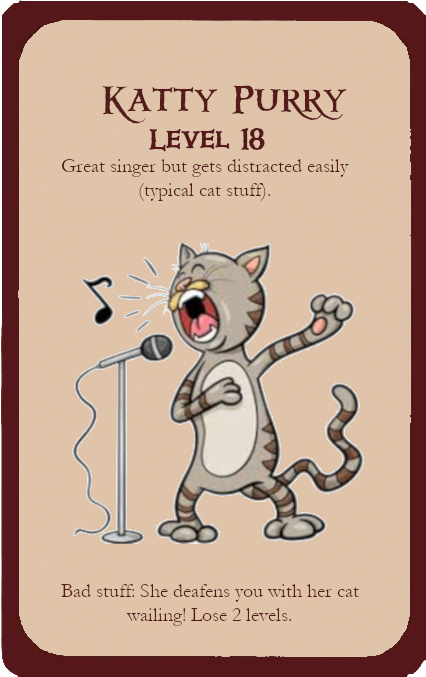 Katty Purry
Level 18
Great singer but gets distracted easily
(typical cat stuff).
Bad stuff: She deafens you with her cat
wailing! Lose 2 levels.